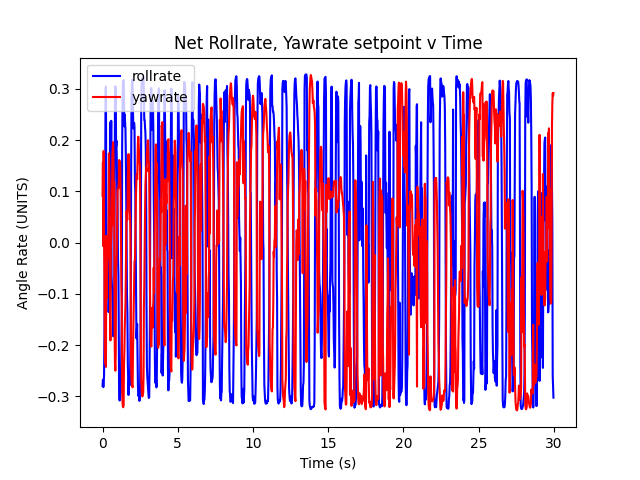 Net Rollrate, Yawrate setpoint v Time
rollrate
yawrate
Angle Rate (UNITS)
0.3
0.2
0.1
0.0
−0.1
−0.2
−0.3
0 5 10 15 20 25 30
Time (s)